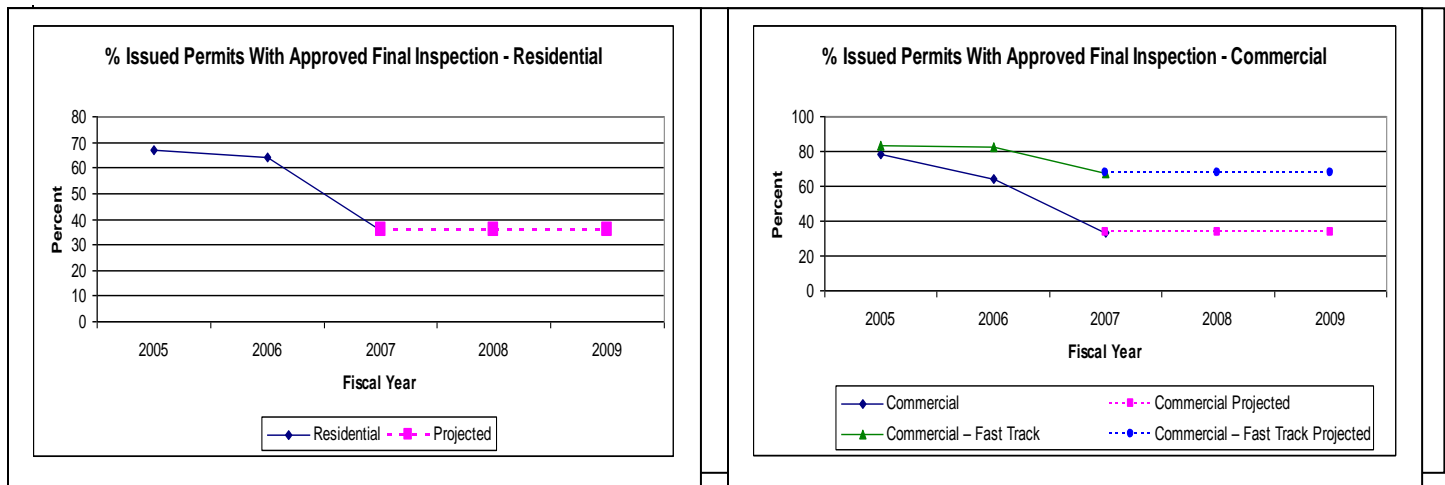 % Issued Permits With Approved Final Inspection - Residential
80
70
60
50
40
30
20
10
0
Percent
2005 2006 2007 2008 2009
Fiscal Year
Residential Projected
% Issued Permits With Approved Final Inspection - Commercial
100
80
60
40
20
0
Percent
2005 2006 2007 2008 2009
Fiscal Year
Commercial Commercial Projected
Commercial – Fast Track Commercial – Fast Track Projected